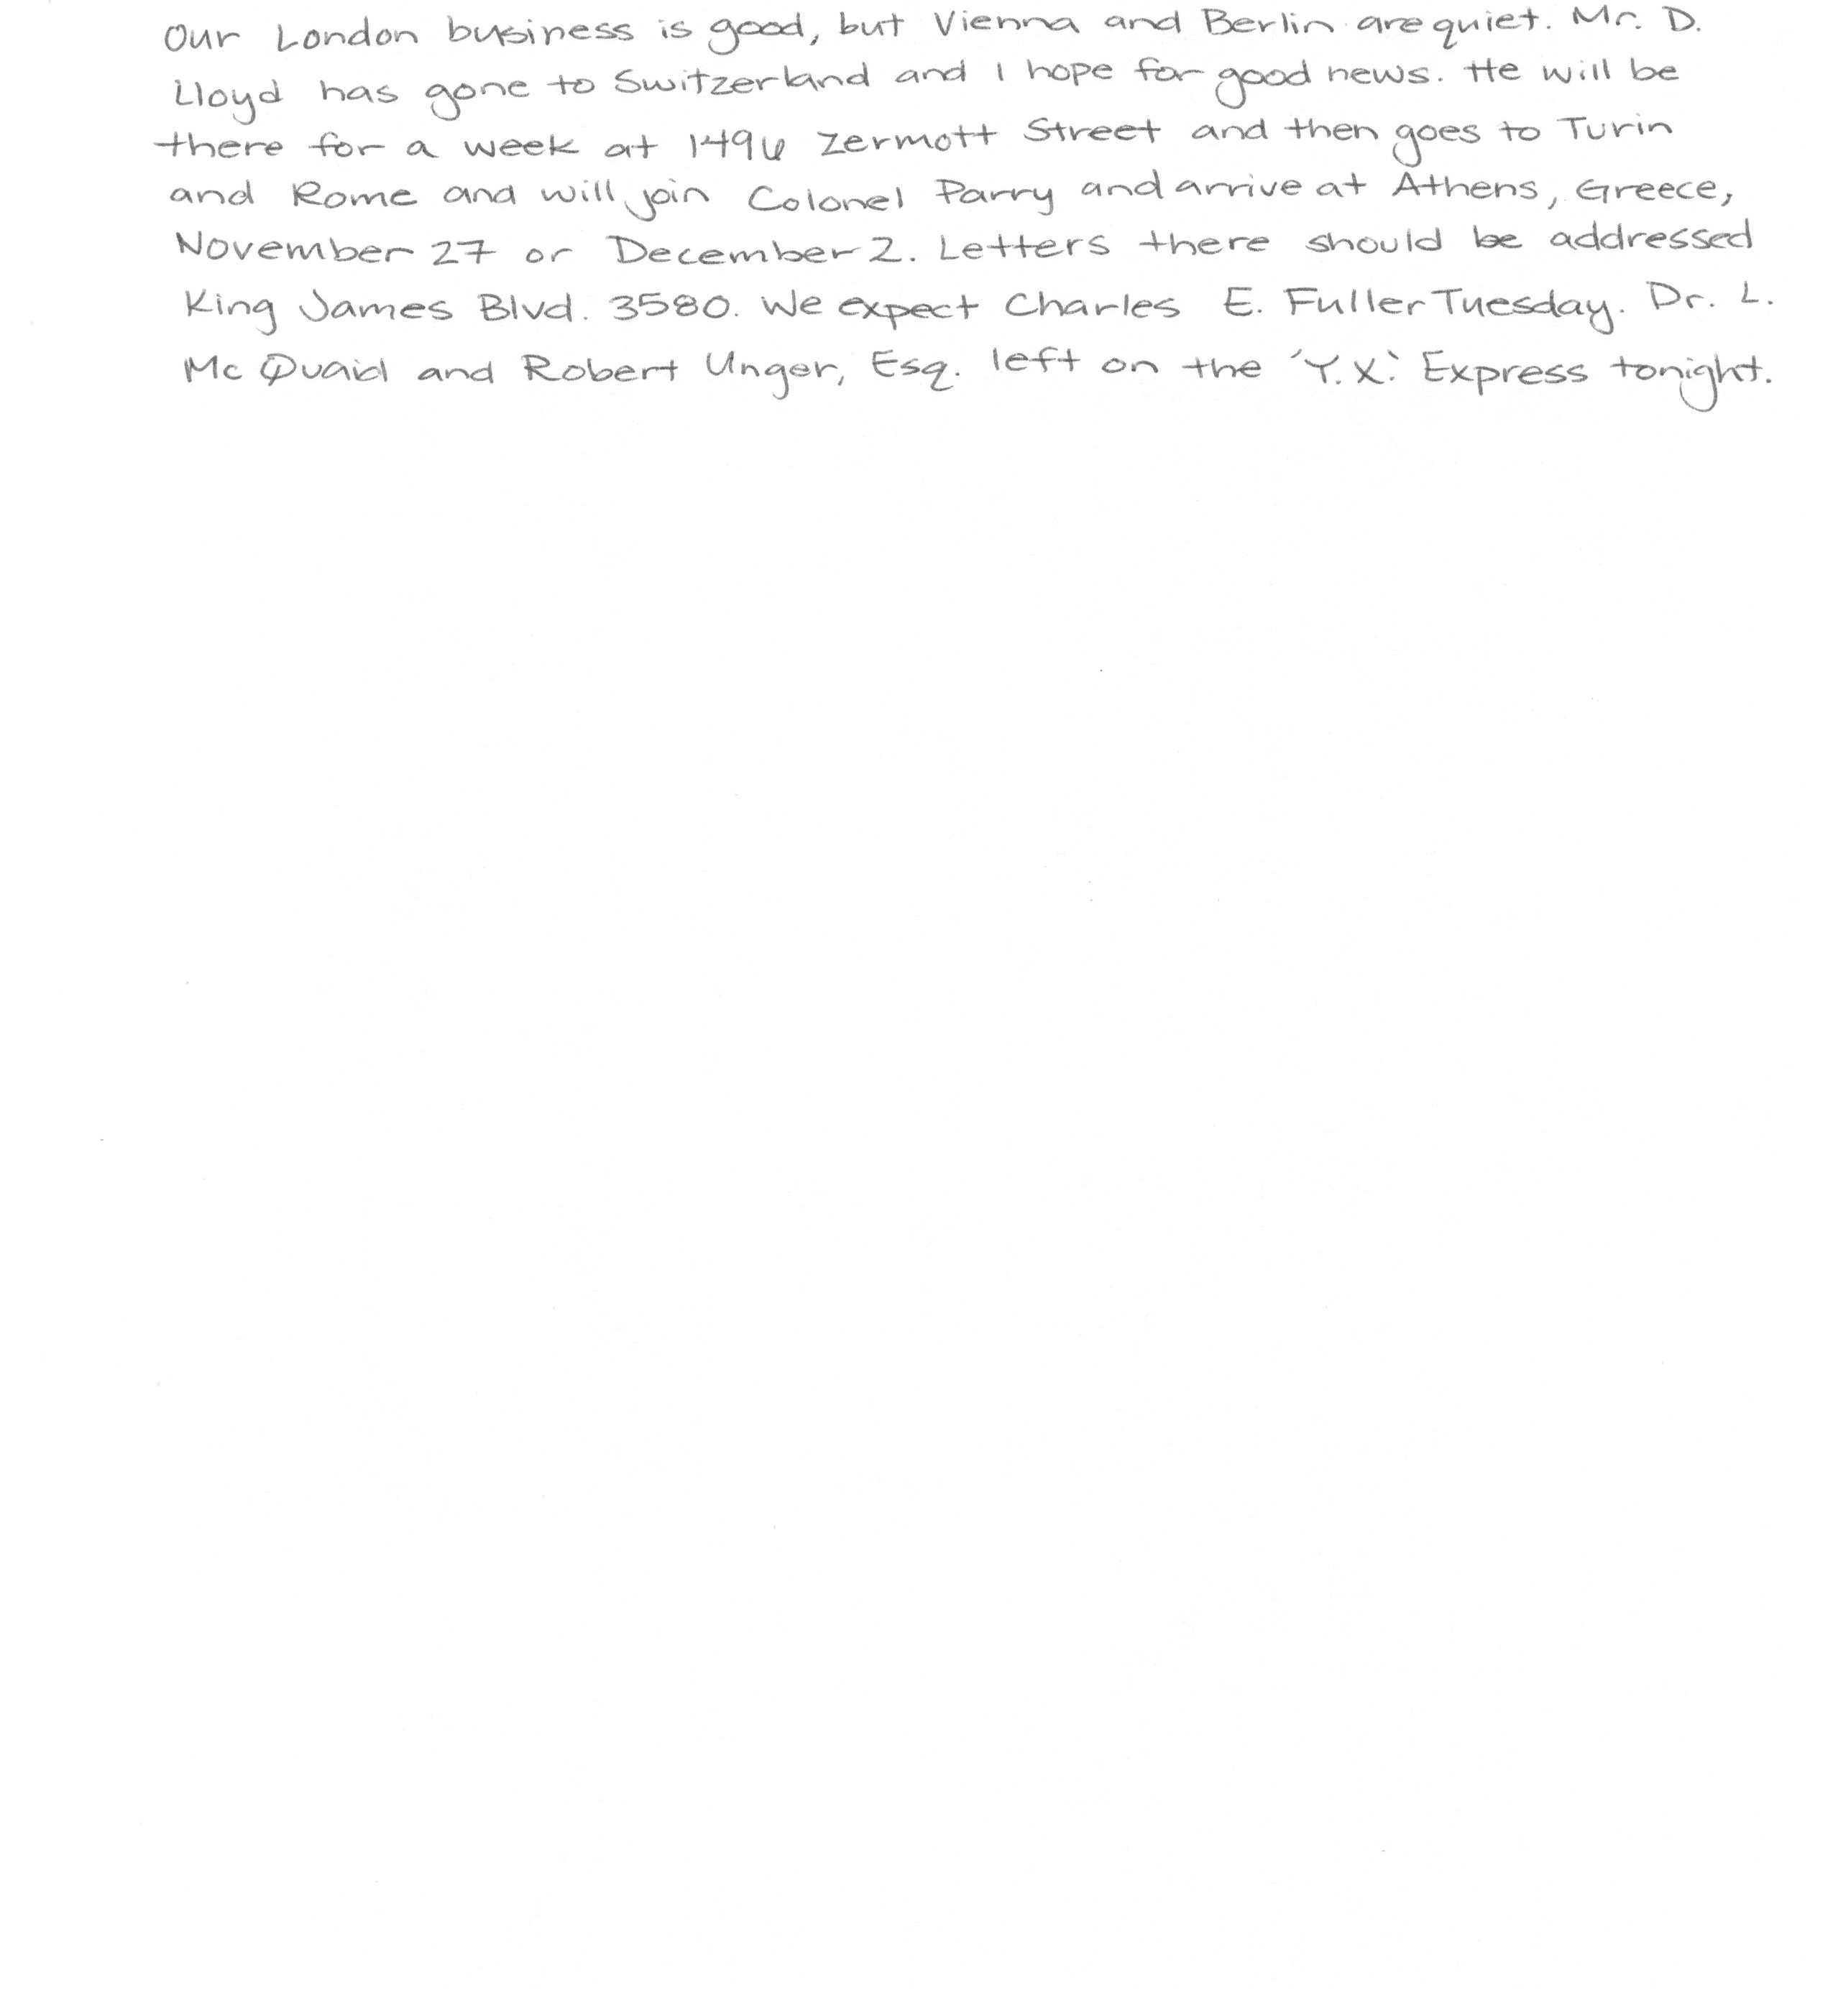 Our London business is good, but Vienna and Berlin are quiet. Mr. D.
Lloyd has gone to Switzerland and I hope for good news. He will be
there for a week at 1496 Zermott Street and then goes to Turin
and Rome and will join Colonel Parry and arrive at Athens, Greece,
November 27 or December 2. Letters there should be addressed
King James Blvd. 3580. We expect Charles E. Fuller Tuesday. Dr. L.
McQuaid and Robert Unger, Esq. left on the 'Y.X.' Express tonight.